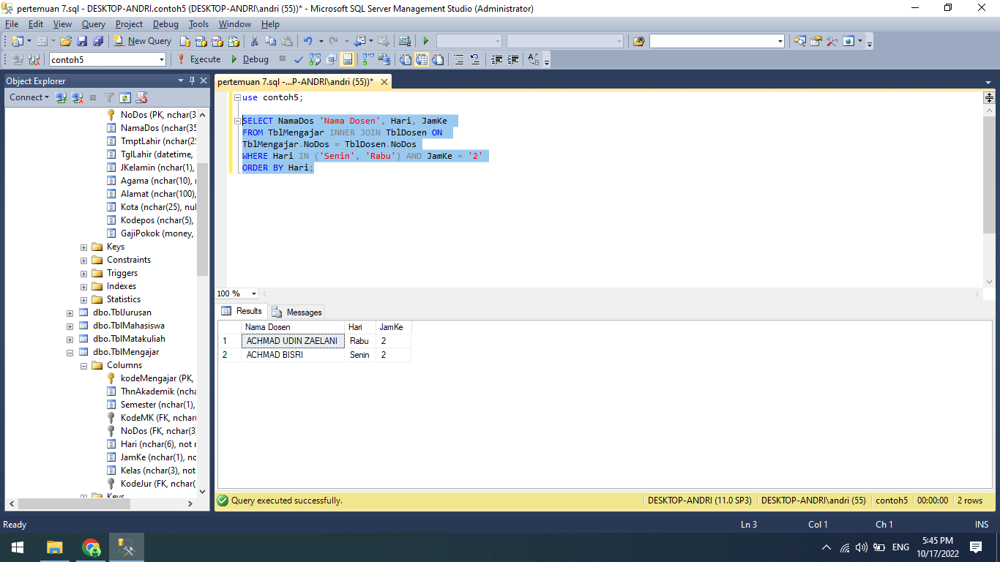 pertemuan 7.sql - DESKTOP-ANDRI.contoh5 (DESKTOP-ANDRI\andri (55))* - Microsoft SQL Server Management Studio (Administrator)
File Edit View Query Project Debug Tools Window Help
New Query
contoh5 Execute Debug
Object Explorer
Connect
NoDos (PK, nchar(3
NamaDos (nchar(35
TmptLahir (nchar(25
TglLahir (datetime,
JKelamin (nchar(1),
Agama (nchar(10), n
Alamat (nchar(100),
Kota (nchar(25), nul
Kodepos (nchar(5),
GajiPokok (money,
Keys
Constraints
Triggers
Indexes
Statistics
dbo.TblJurusan
dbo.TblMahasiswa
dbo.TblMatakuliah
dbo.TblMengajar
Columns
kodeMengajar (PK,
ThnAkademik (ncha
Semester (nchar(1),
KodeMK (FK, nchar(
NoDos (FK, nchar(3)
Hari (nchar(6), not n
JamKe (nchar(1), nc
Kelas (nchar(3), not
KodeJur (FK, nchar(
Keys
pertemuan 7.sql -...P-ANDRI\andri (55))*
use contoh5;
SELECT NamaDos 'Nama Dosen', Hari, JamKe
FROM TblMengajar INNER JOIN TblDosen ON
TblMengajar.NoDos = TblDosen.NoDos
WHERE Hari IN ('Senin', 'Rabu') AND JamKe = '2'
ORDER BY Hari;
100 %
Results Messages
Nama Dosen Hari JamKe
1 ACHMAD UDIN ZAELANI Rabu 2
2 ACHMAD BISRI Senin 2
Query executed successfully. DESKTOP-ANDRI (11.0 SP3) DESKTOP-ANDRI\andri (55) contoh5 00:00:00 2 rows
Ready Ln 3 Col 1 Ch 1 INS
ENG 5:45 PM
10/17/2022